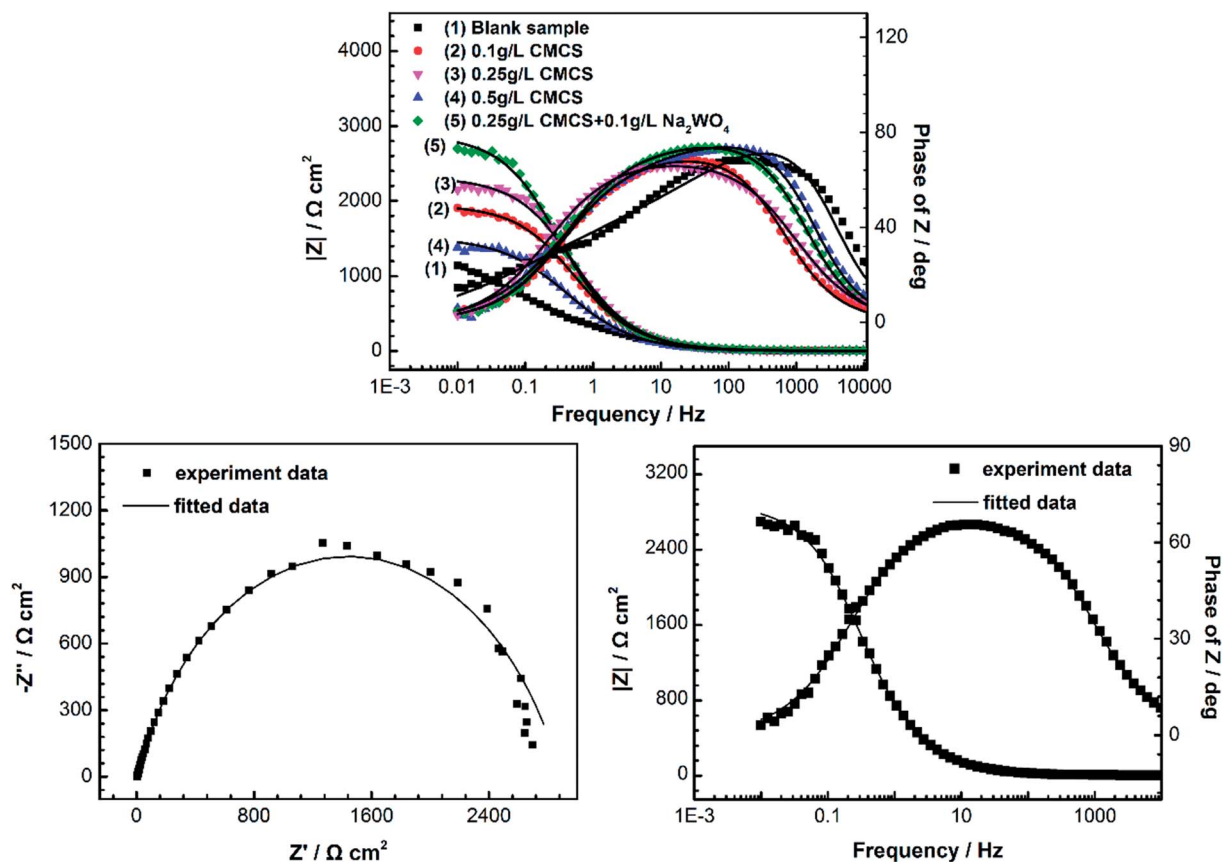 (1) Blank sample
(2) 0.1g/L CMCS
(3) 0.25g/L CMCS
(4) 0.5g/L CMCS
(5) 0.25g/L CMCS+0.1g/L Na₂WO₄
4000
3000
2000
1000
0
|Z| / Ω cm²
(5)
(3)
(2)
(4)
(1)
120
80
40
0
Phase of Z / deg
1E-3 0.01 0.1 1 10 100 1000 10000
Frequency / Hz
1500
1200
900
600
300
0
-Z'' / Ω cm²
experiment data
fitted data
0 800 1600 2400
Z' / Ω cm²
3200
2400
1600
800
0
|Z| / Ω cm²
experiment data
fitted data
90
60
30
0
Phase of Z / deg
1E-3 0.1 10 1000
Frequency / Hz